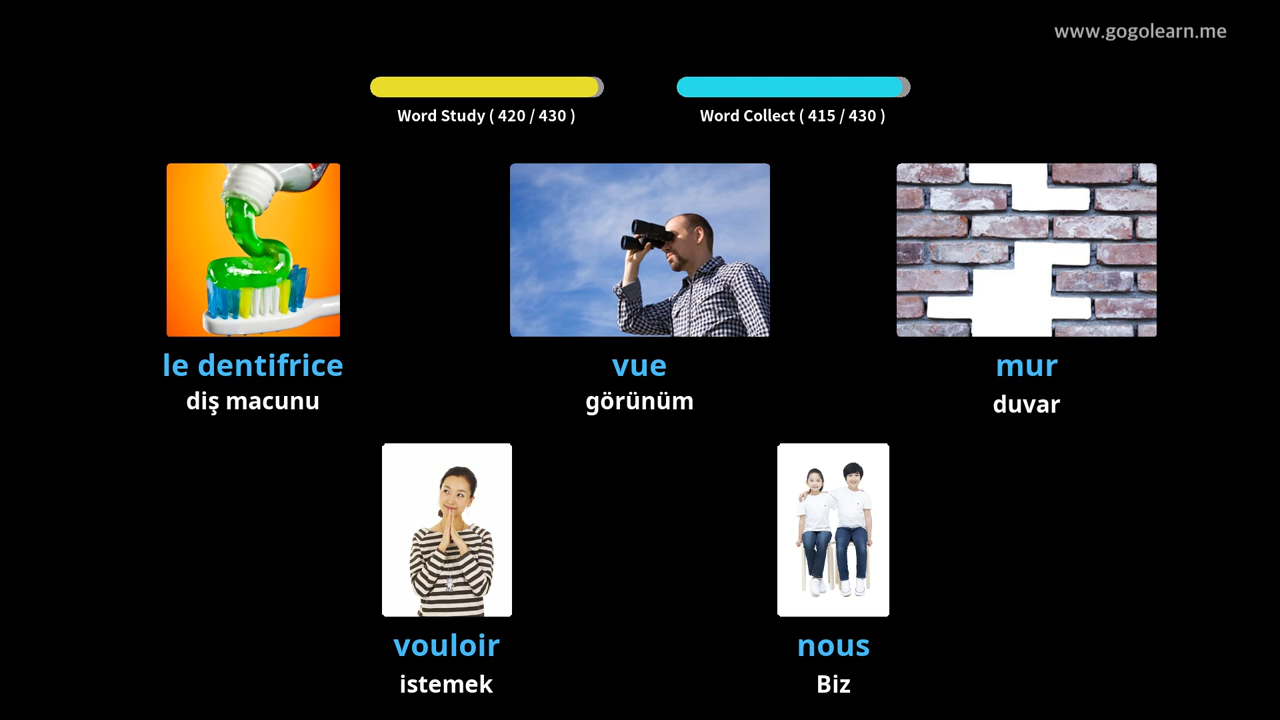 www.gogolearn.me
Word Study ( 420 / 430 )
Word Collect ( 415 / 430 )
le dentifrice
diş macunu
vue
görünüm
mur
duvar
vouloir
istemek
nous
Biz